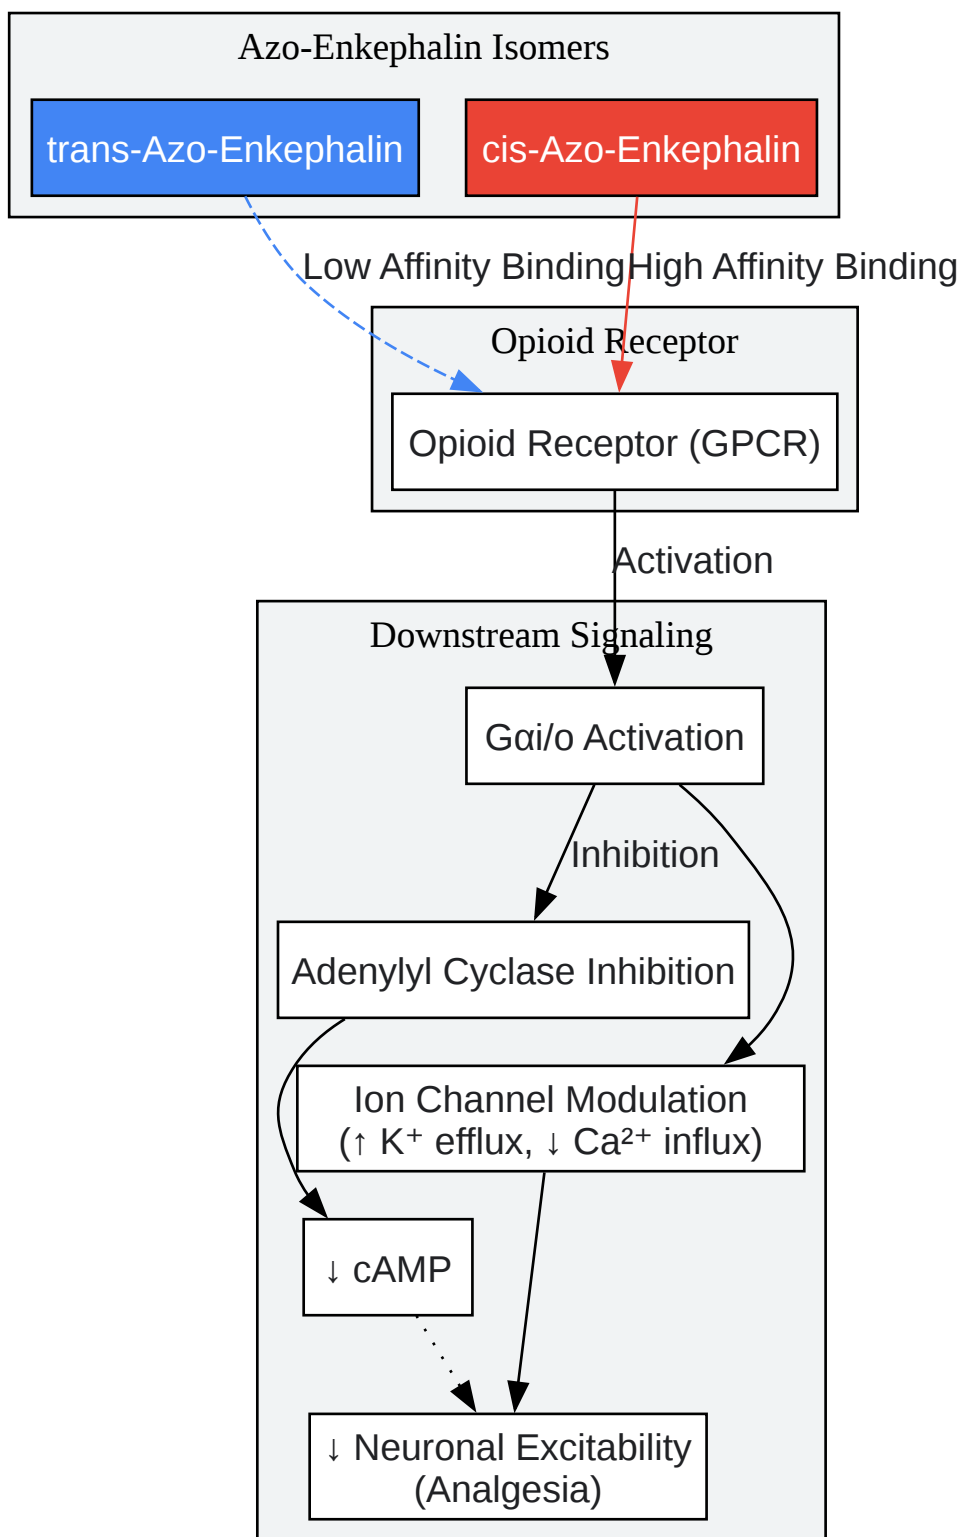 Azo-Enkephalin Isomers
trans-Azo-Enkephalin
cis-Azo-Enkephalin
Low Affinity Binding
High Affinity Binding
Opioid Receptor
Opioid Receptor (GPCR)
Activation
Downstream Signaling
Gαi/o Activation
Inhibition
Adenylyl Cyclase Inhibition
Ion Channel Modulation
(↑ K⁺ efflux, ↓ Ca²⁺ influx)
↓ cAMP
↓ Neuronal Excitability
(Analgesia)